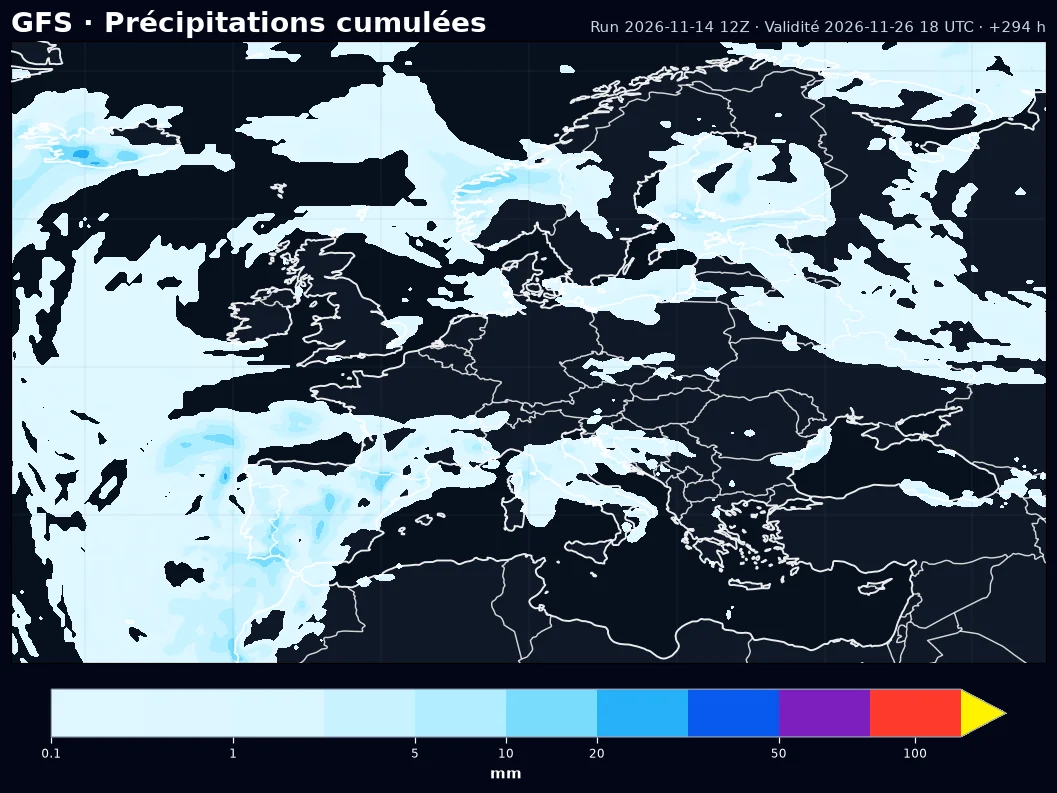 GFS · Précipitations cumulées
Run 2026-11-14 12Z · Validité 2026-11-26 18 UTC · +294 h
0.1 1 5 10 20 50 100
mm